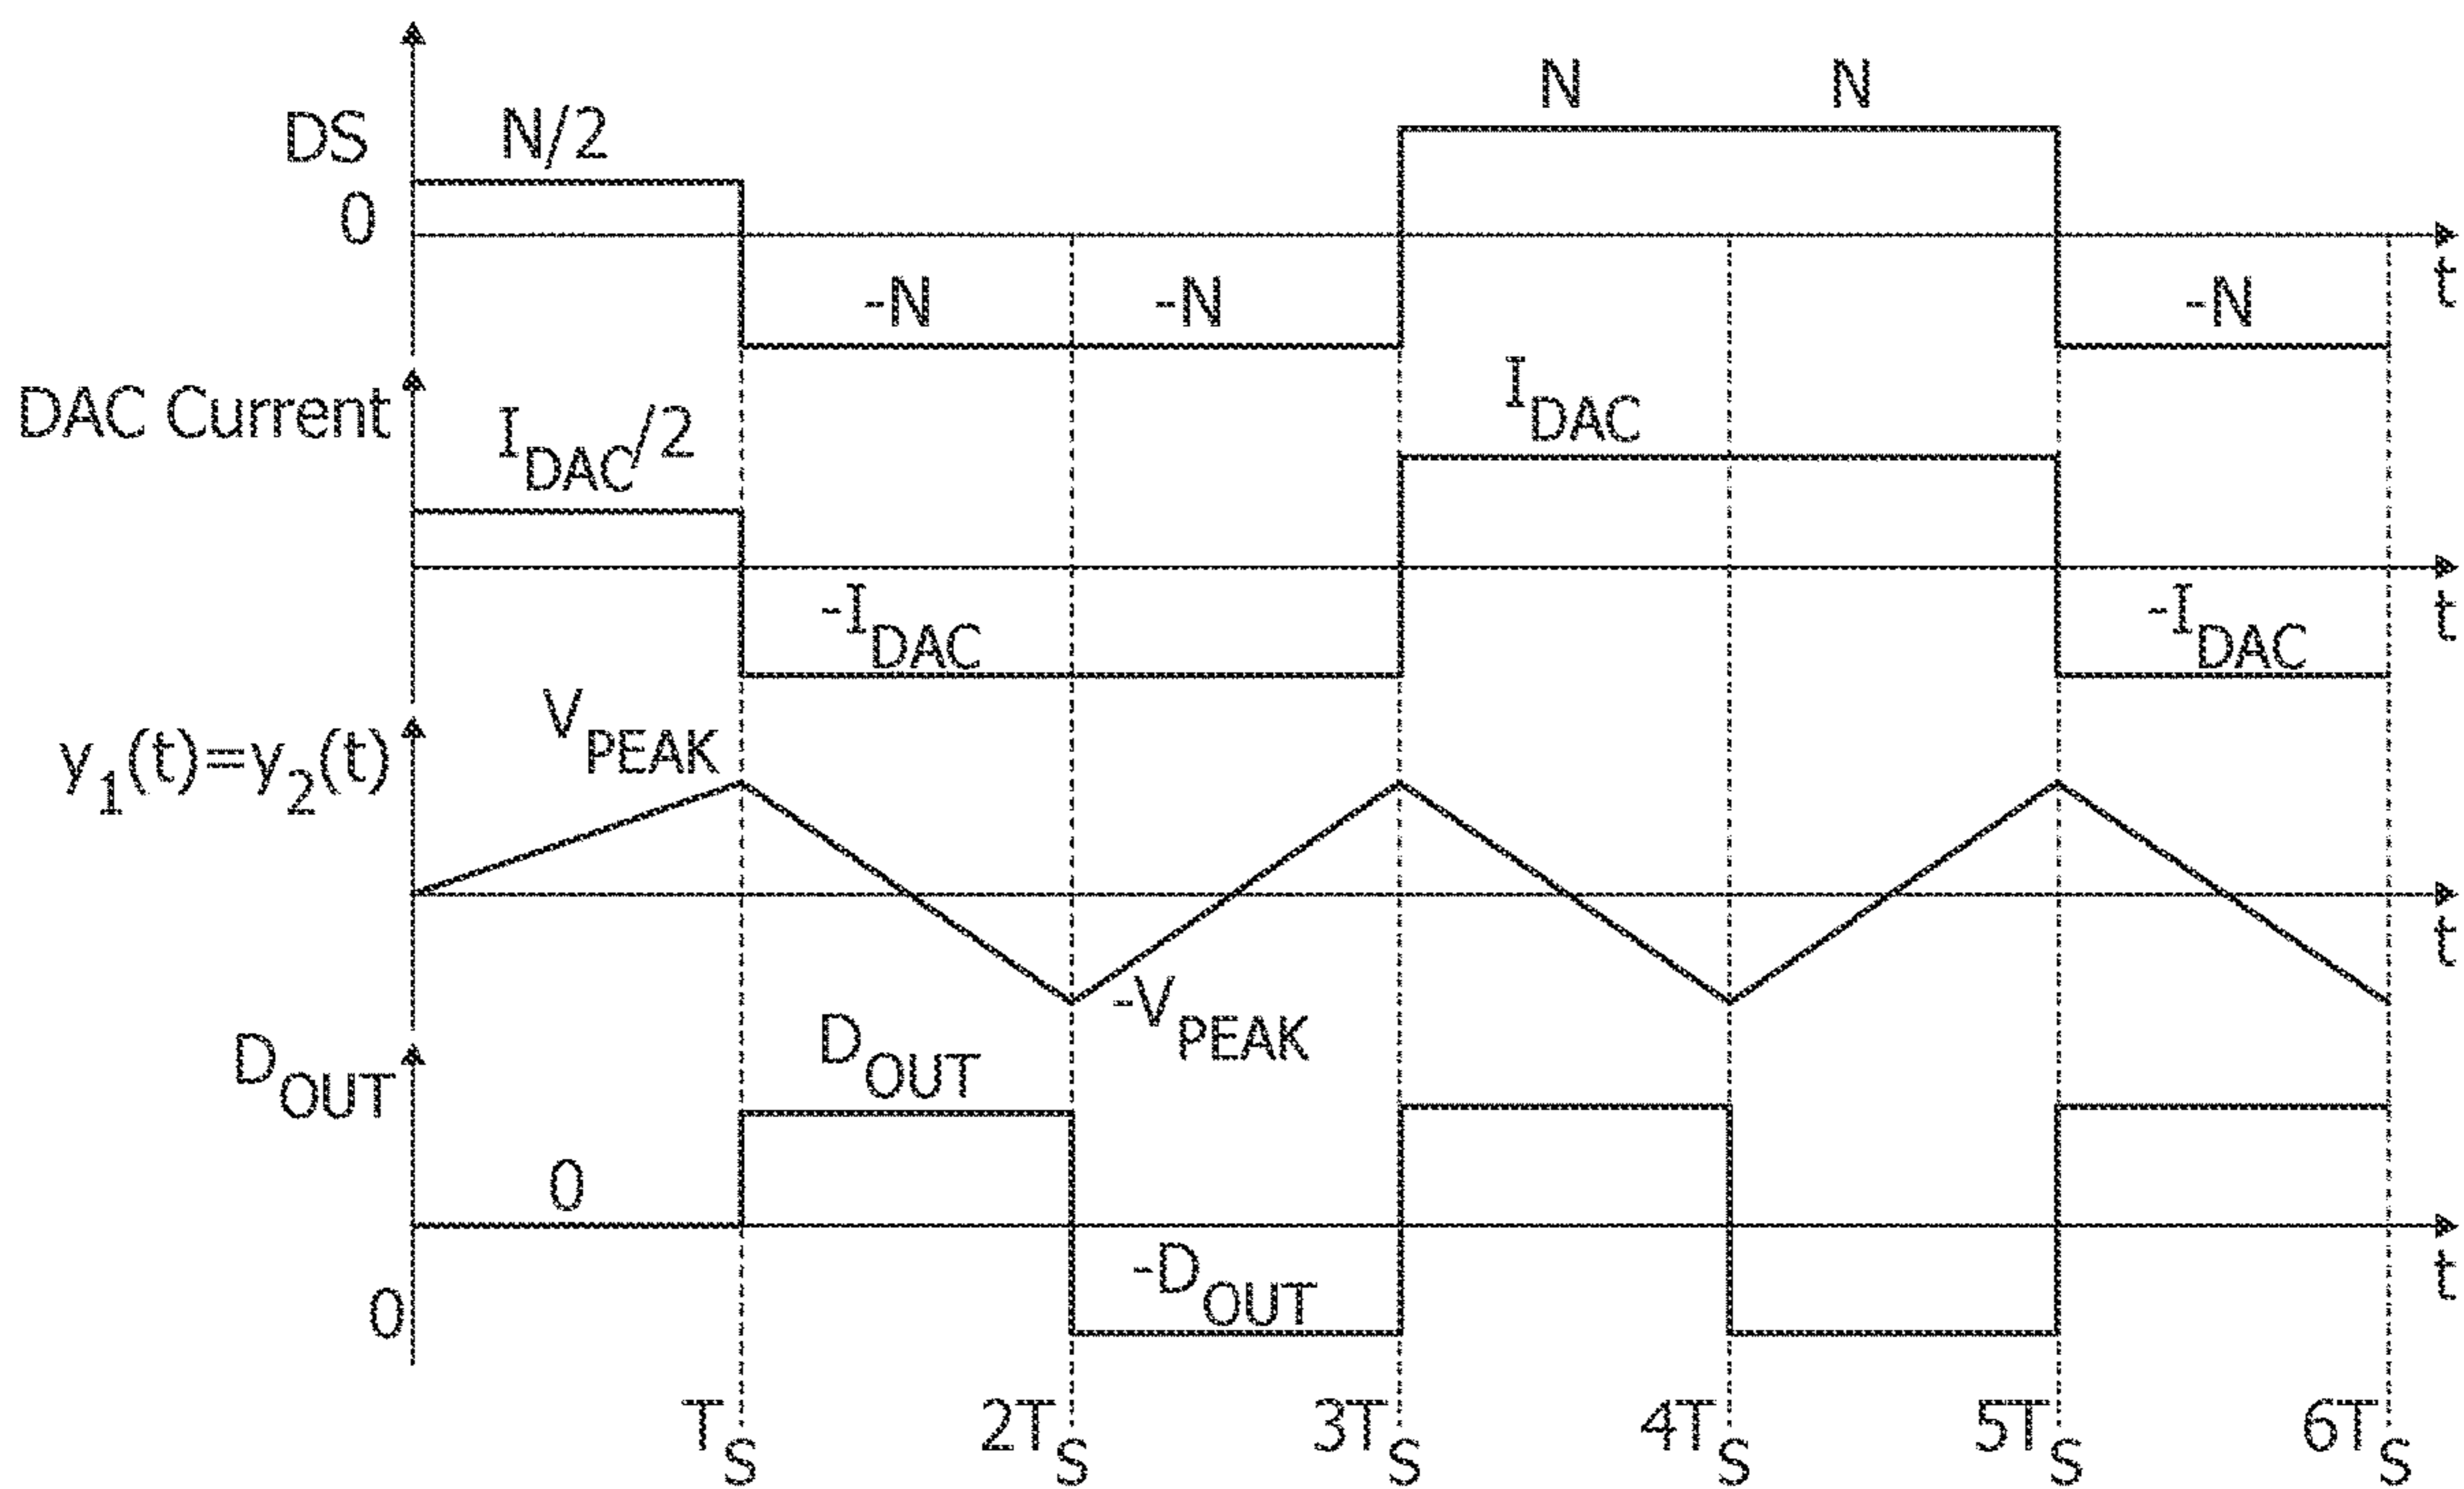 N N
DS N/2
0
-N -N -N
t
DAC Current I_DAC/2 I_DAC
-I_DAC -I_DAC
t
V_PEAK
y_1(t)=y_2(t)
t
-V_PEAK
D_OUT D_OUT
0
-D_OUT
t
0
T_S 2T_S 3T_S 4T_S 5T_S 6T_S